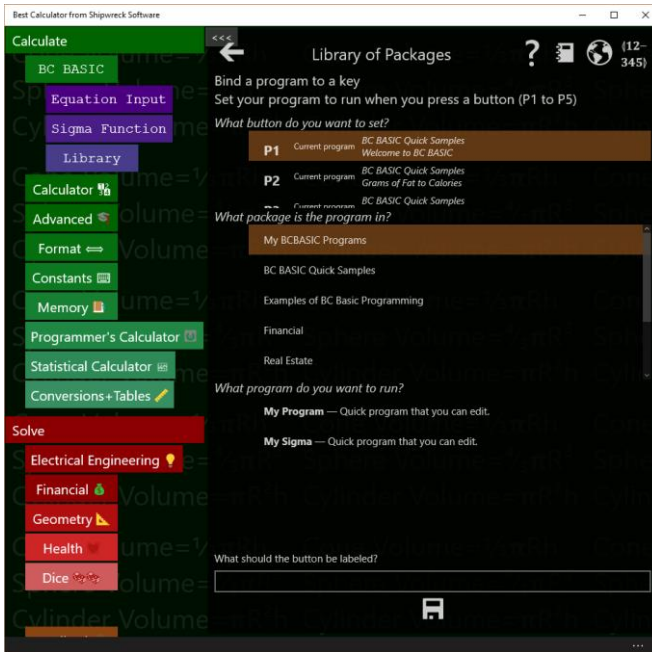 Best Calculator from Shipwreck Software
Calculate
BC BASIC
Equation Input
Sigma Function
Library
Calculator
Advanced
Format
Constants
Memory
Programmer's Calculator
Statistical Calculator
Conversions+Tables
Solve
Electrical Engineering
Financial
Geometry
Health
Dice
<<<
Library of Packages
?
(12-
345)
Bind a program to a key
Set your program to run when you press a button (P1 to P5)
What button do you want to set?
P1 Current program BC BASIC Quick Samples
Welcome to BC BASIC
P2 Current program BC BASIC Quick Samples
Grams of Fat to Calories
Current program BC BASIC Quick Samples
What package is the program in?
My BCBASIC Programs
BC BASIC Quick Samples
Examples of BC Basic Programming
Financial
Real Estate
What program do you want to run?
My Program — Quick program that you can edit.
My Sigma — Quick program that you can edit.
What should the button be labeled?